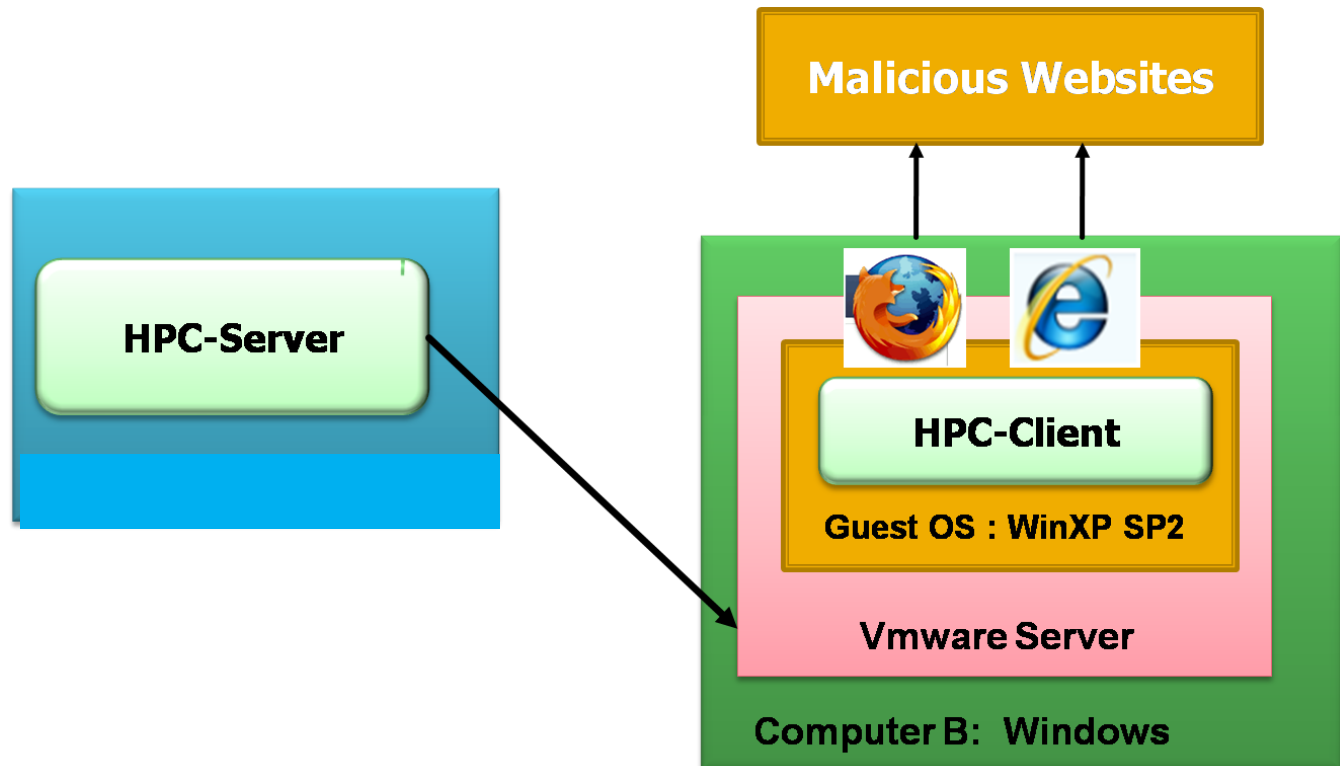 Malicious Websites
HPC-Server
HPC-Client
Guest OS : WinXP SP2
Vmware Server
Computer B: Windows